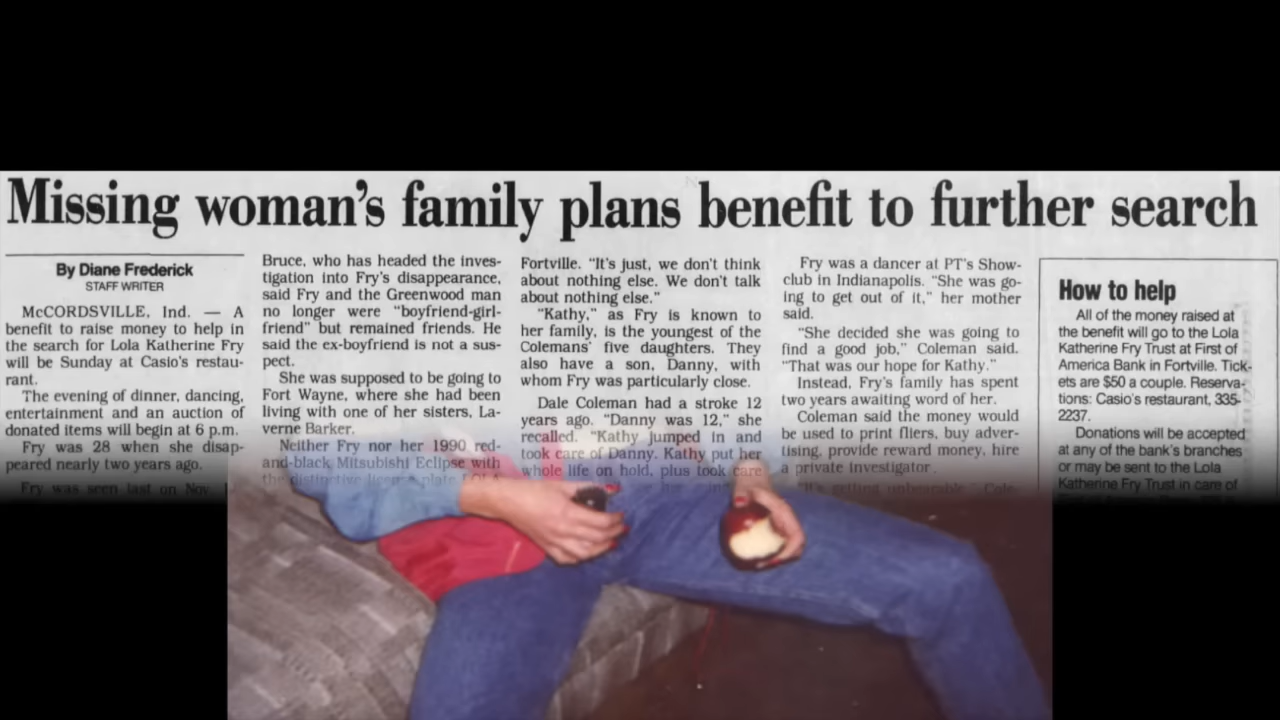 Missing woman's family plans benefit to further search
By Diane Frederick
STAFF WRITER
McCORDSVILLE, Ind. — A
benefit to raise money to help in
the search for Lola Katherine Fry
will be Sunday at Casio's restau-
rant.
The evening of dinner, dancing,
entertainment and an auction of
donated items will begin at 6 p.m.
Fry was 28 when she disap-
peared nearly two years ago.
Fry was seen last on Nov.
Bruce, who has headed the inves-
tigation into Fry's disappearance,
said Fry and the Greenwood man
no longer were "boyfriend-girl-
friend" but remained friends. He
said the ex-boyfriend is not a sus-
pect.
She was supposed to be going to
Fort Wayne, where she had been
living with one of her sisters, La-
verne Barker.
Neither Fry nor her 1990 red-
and-black Mitsubishi Eclipse with
the distinctive license plate LOLA
Fortville. "It's just, we don't think
about nothing else. We don't talk
about nothing else."
"Kathy," as Fry is known to
her family, is the youngest of the
Colemans' five daughters. They
also have a son, Danny, with
whom Fry was particularly close.
Dale Coleman had a stroke 12
years ago. "Danny was 12," she
recalled. "Kathy jumped in and
took care of Danny. Kathy put her
whole life on hold, plus took care
Fry was a dancer at PT's Show-
club in Indianapolis. "She was go-
ing to get out of it," her mother
said.
"She decided she was going to
find a good job," Coleman said.
"That was our hope for Kathy."
Instead, Fry's family has spent
two years awaiting word of her.
Coleman said the money would
be used to print fliers, buy adver-
tising, provide reward money, hire
a private investigator.
"It's getting unbearable," Cole-
How to help
All of the money raised at
the benefit will go to the Lola
Katherine Fry Trust at First of
America Bank in Fortville. Tick-
ets are $50 a couple. Reserva-
tions: Casio's restaurant, 335-
2237.
Donations will be accepted
at any of the bank's branches
or may be sent to the Lola
Katherine Fry Trust in care of